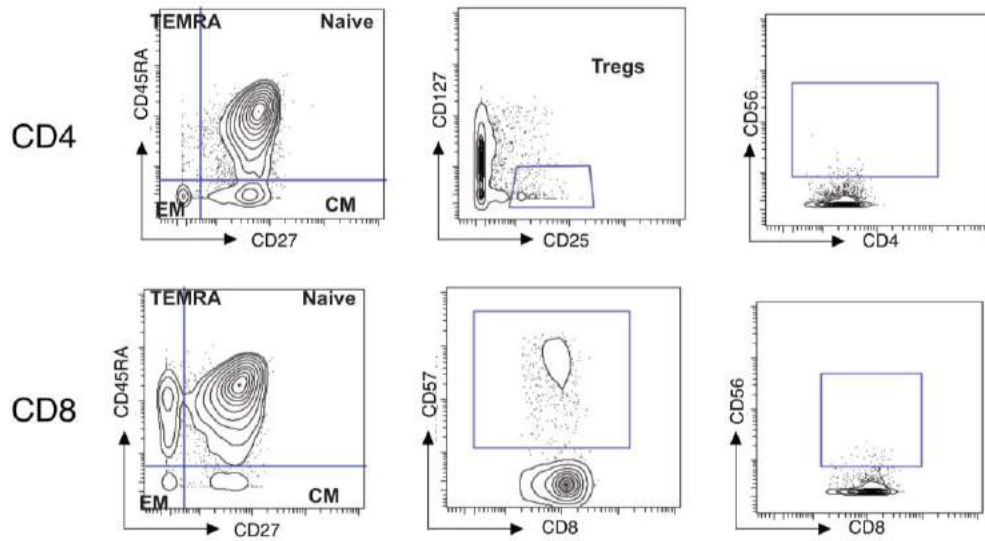 CD4
TEMRA Naive
CD45RA
EM CM
CD27
CD127
Tregs
CD25
CD56
CD4
CD8
TEMRA Naive
CD45RA
EM CM
CD27
CD57
CD8
CD56
CD8